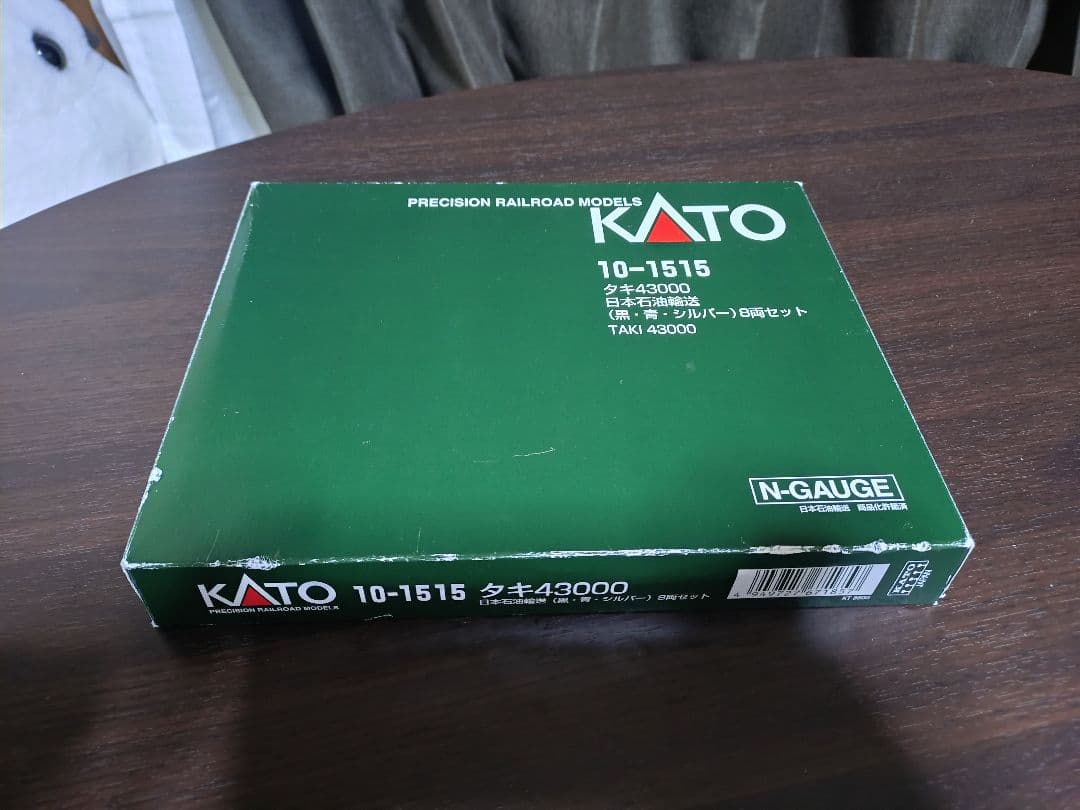 PRECISION RAILROAD MODELS
KATO
10-1515
タキ43000
日本石油輸送
(黒・青・シルバー)8両セット
TAKI 43000
N-GAUGE
日本石油輸送 商品化許諾済
KATO
PRECISION RAILROAD MODELS
10-1515 タキ43000
日本石油輸送(黒・青・シルバー)8両セット